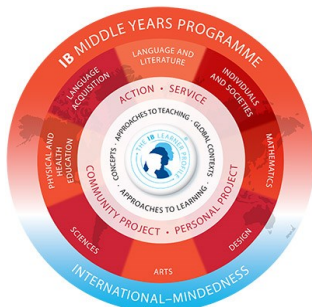 IB MIDDLE YEARS PROGRAMME
LANGUAGE AND
LITERATURE
LANGUAGE
ACQUISITION
INDIVIDUALS
AND SOCIETIES
PHYSICAL AND
HEALTH
EDUCATION
MATHEMATICS
SCIENCES
DESIGN
ARTS
ACTION • SERVICE
COMMUNITY PROJECT • PERSONAL PROJECT
APPROACHES TO TEACHING • GLOBAL CONTEXTS •
CONCEPTS •
APPROACHES TO LEARNING
THE IB LEARNER PROFILE
INTERNATIONAL-MINDEDNESS